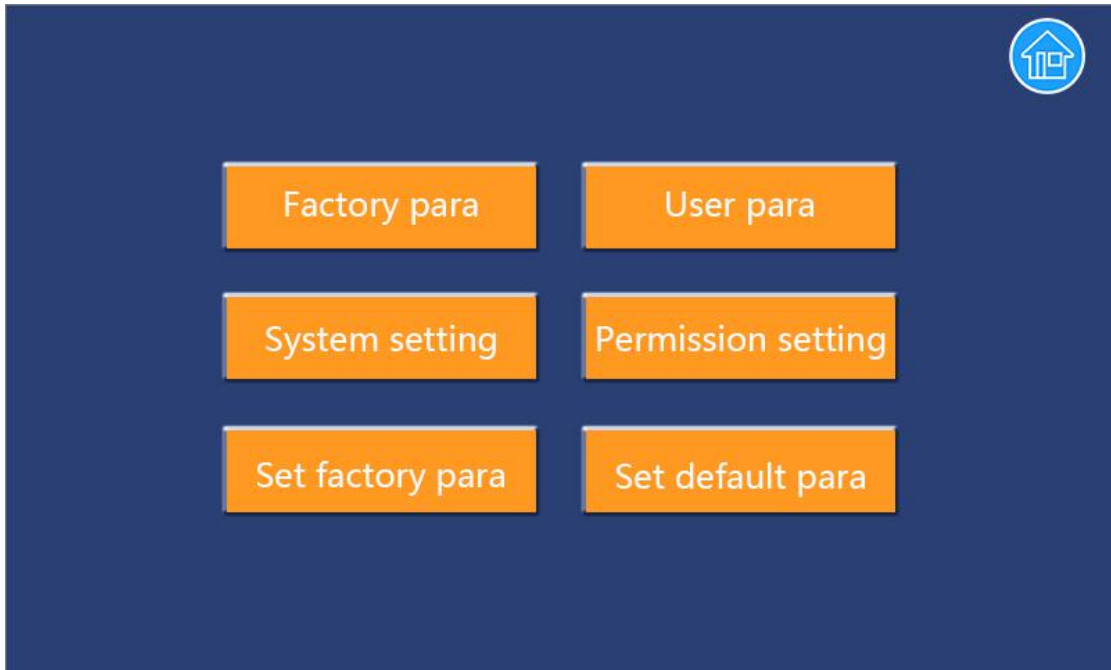 Factory para
User para
System setting
Permission setting
Set factory para
Set default para